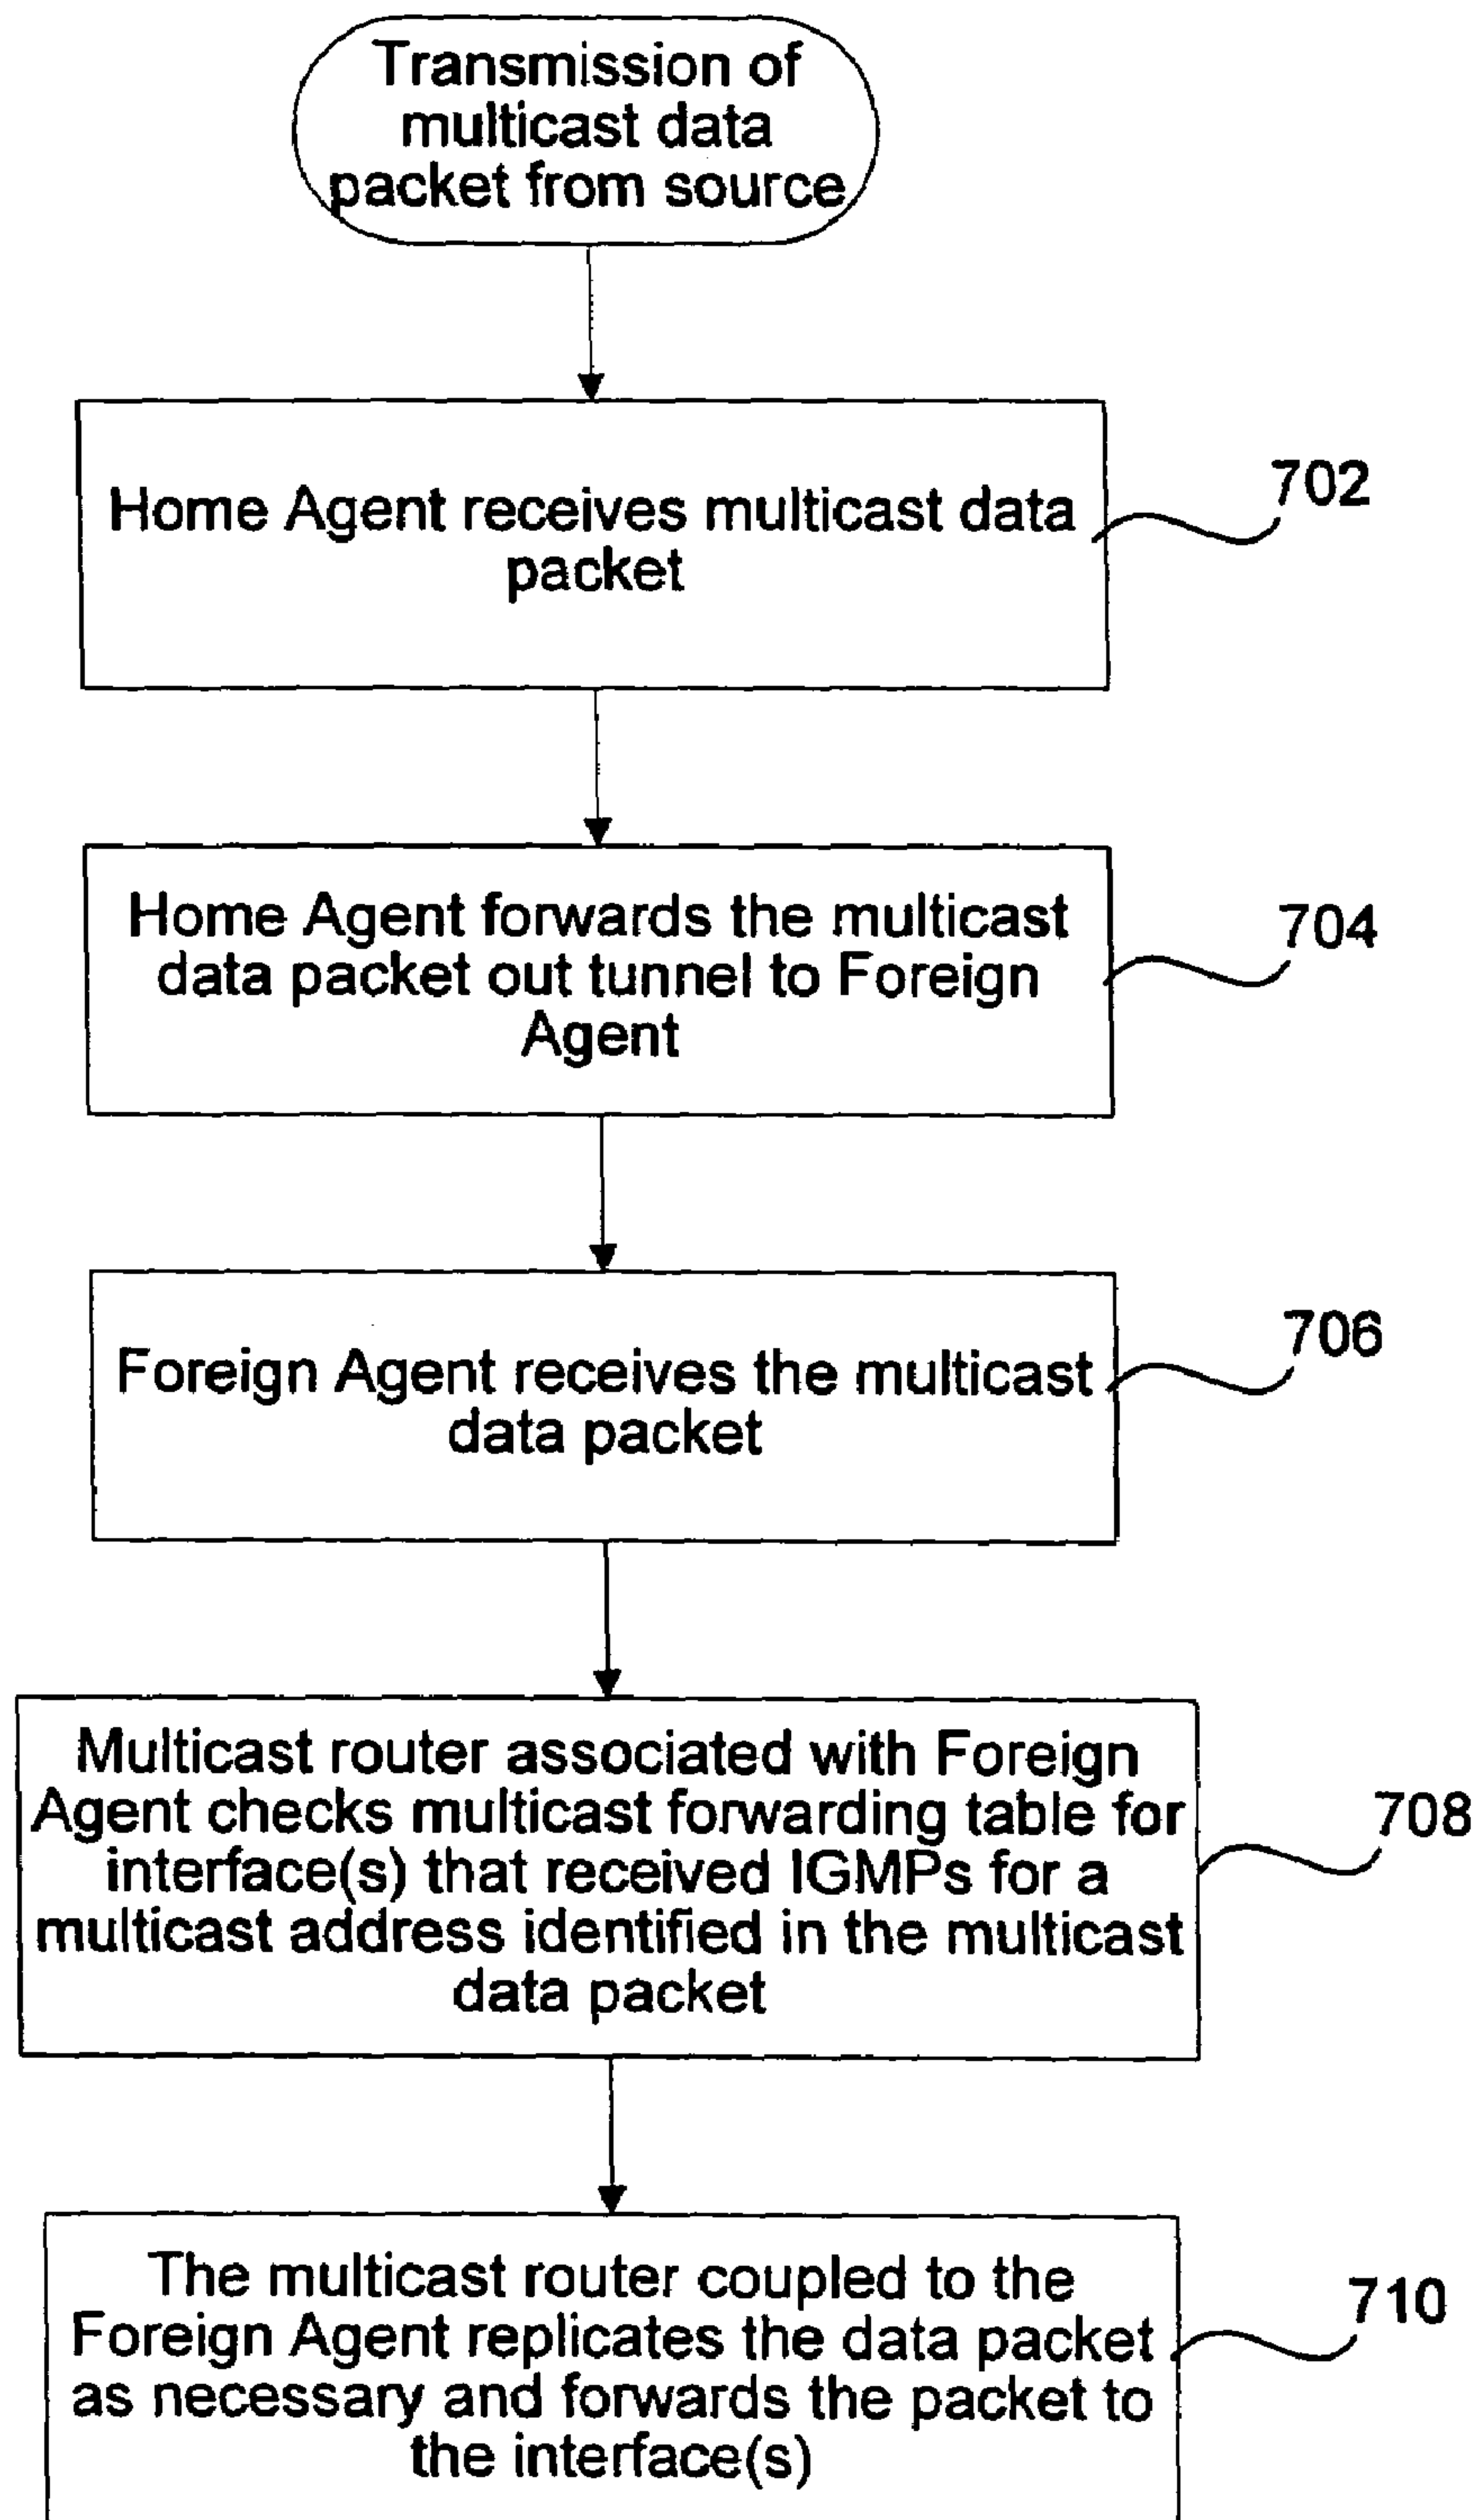 Transmission of
multicast data
packet from source
Home Agent receives multicast data
packet
702
Home Agent forwards the multicast
data packet out tunnel to Foreign
Agent
704
Foreign Agent receives the multicast
data packet
706
Multicast router associated with Foreign
Agent checks multicast forwarding table for
interface(s) that received IGMPs for a
multicast address identified in the multicast
data packet
708
The multicast router coupled to the
Foreign Agent replicates the data packet
as necessary and forwards the packet to
the interface(s)
710